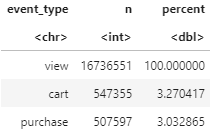 event_type n percent
<chr> <int> <dbl>
view 16736551 100.000000
cart 547355 3.270417
purchase 507597 3.032865